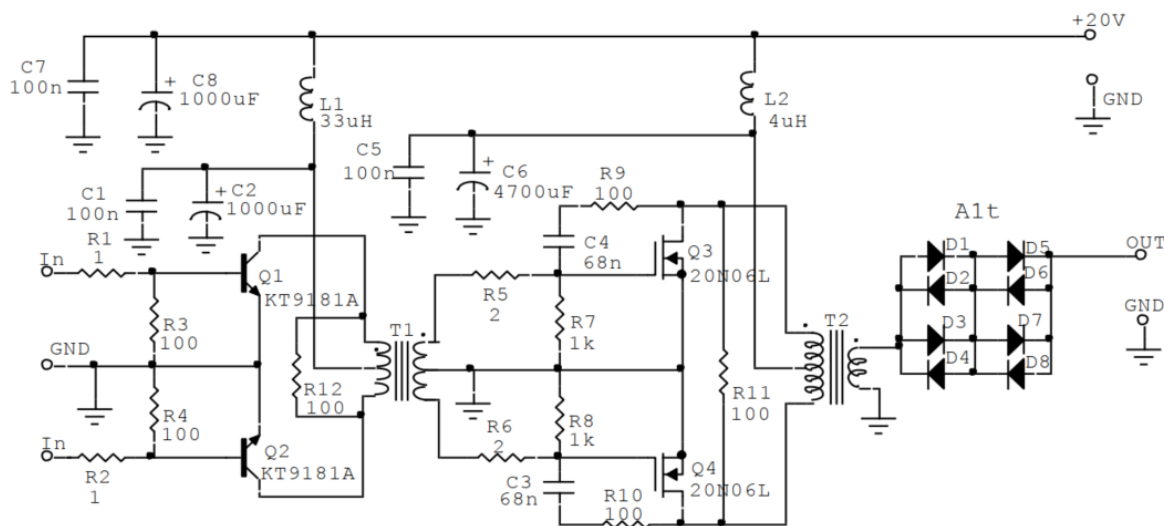 +20V
C7
100n
C8
1000uF
L1
33uH
L2
4uH
GND
C1
100n
C2
1000uF
C5
100n
C6
4700uF
R9
100
A1t
In
R1
1
Q1
KT9181A
C4
68n
Q3
20N06L
D1
D5
OUT
D2
D6
R5
2
R3
100
R7
1k
T1
T2
GND
D3
D7
GND
D4
D8
R12
100
R11
100
R4
100
R8
1k
R6
2
In
Q2
KT9181A
R2
1
C3
68n
R10
100
Q4
20N06L